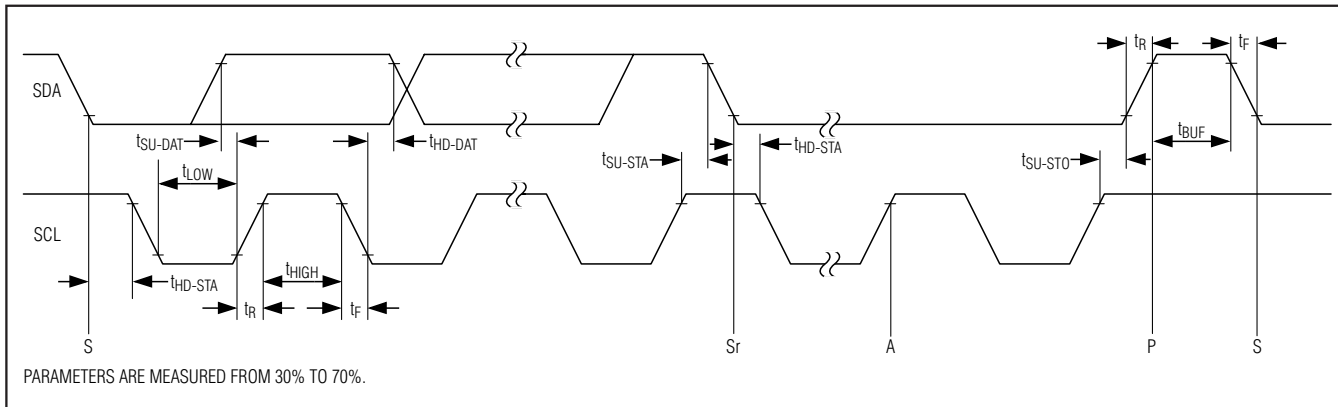 tR
tF
SDA
tSU-DAT
tHD-DAT
tBUF
tHD-STA
tSU-STA
tSU-STO
tLOW
SCL
tHIGH
tHD-STA
tR
tF
S
Sr
A
P
S
PARAMETERS ARE MEASURED FROM 30% TO 70%.